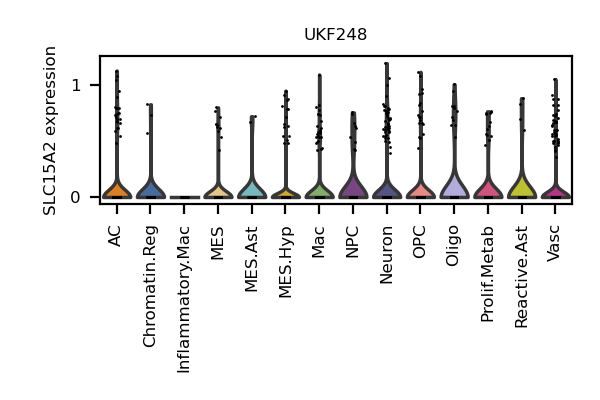 UKF248
SLC15A2 expression
1
0
AC
Chromatin.Reg
Inflammatory.Mac
MES
MES.Ast
MES.Hyp
Mac
NPC
Neuron
OPC
Oligo
Prolif.Metab
Reactive.Ast
Vasc